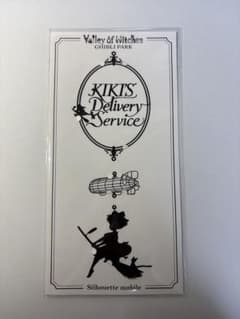 Valley of Witches
GHIBLI PARK
KIKI'S
Delivery
Service
Silhouette mobile